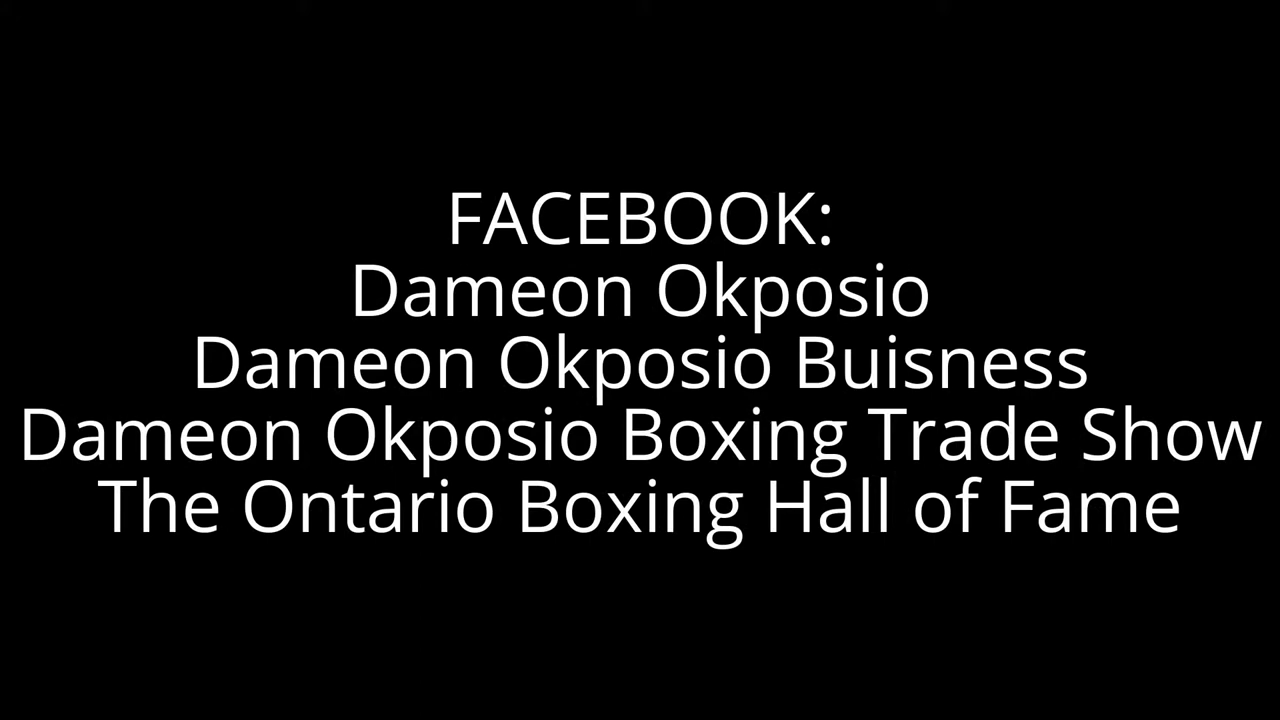 FACEBOOK:
Dameon Okposio
Dameon Okposio Buisness
Dameon Okposio Boxing Trade Show
The Ontario Boxing Hall of Fame